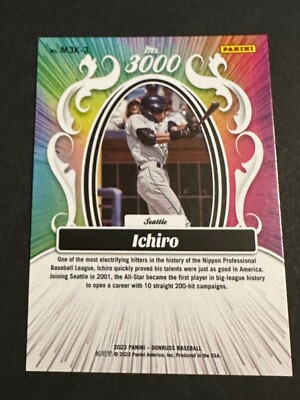 No. M3K-3
PANINI
Mr.
3000
Seattle
Ichiro
One of the most electrifying hitters in the history of the Nippon Professional
Baseball League, Ichiro quickly proved his talents were just as good in America.
Joining Seattle in 2001, the All-Star became the first player in big-league history
to open a career with 10 straight 200-hit campaigns.
2023 PANINI - DONRUSS BASEBALL
© 2023 Panini America, Inc. Produced in the USA.